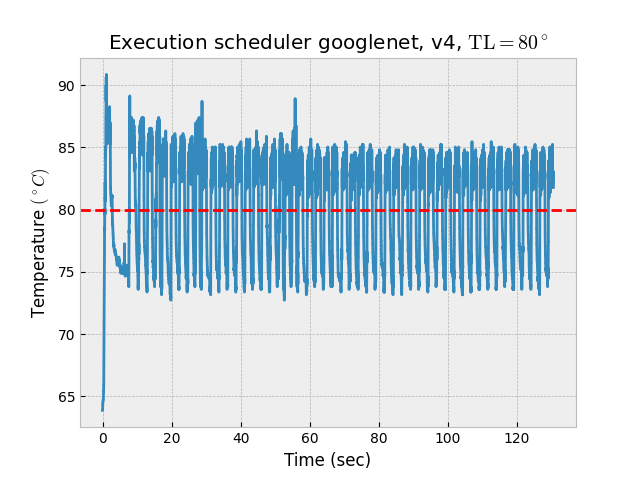 Execution scheduler googlenet, v4, TL = 80°
Temperature (°C)
90
85
80
75
70
65
0 20 40 60 80 100 120
Time (sec)